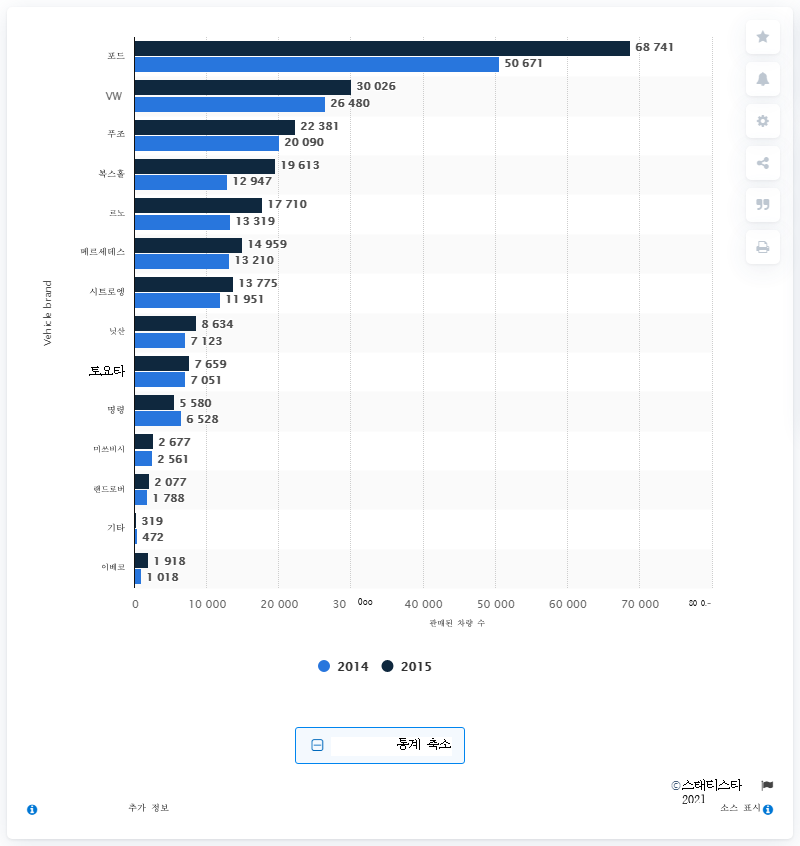 포드
68 741
50 671
VW
30 026
26 480
푸조
22 381
20 090
복스홀
19 613
12 947
르노
17 710
13 319
메르세데스
14 959
13 210
시트로엥
13 775
11 951
Vehicle brand
닛산
8 634
7 123
토요타
7 659
7 051
명령
5 580
6 528
미쓰비시
2 677
2 561
랜드로버
2 077
1 788
기타
319
472
이베코
1 918
1 018
0 10 000 20 000 30 000 40 000 50 000 60 000 70 000
판매된 차량 수
2014 2015
통계 축소
©스태티스타
2021
추가 정보
소스 표시